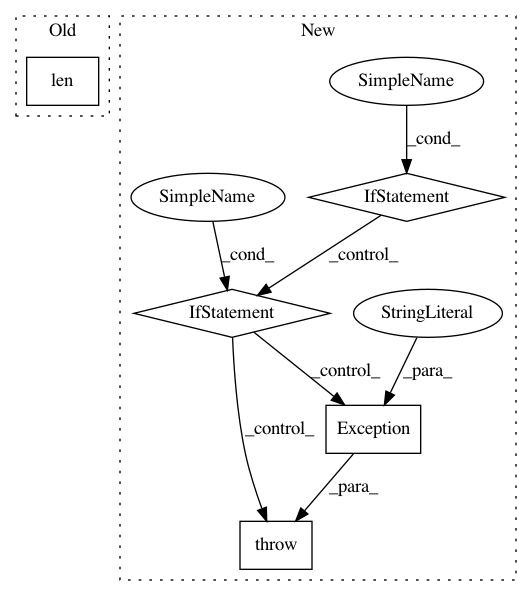 Old
New
len
SimpleName
_cond_
SimpleName
IfStatement
_cond_
_control_
IfStatement
StringLiteral
_control_
_para_
_control_
Exception
_para_
throw